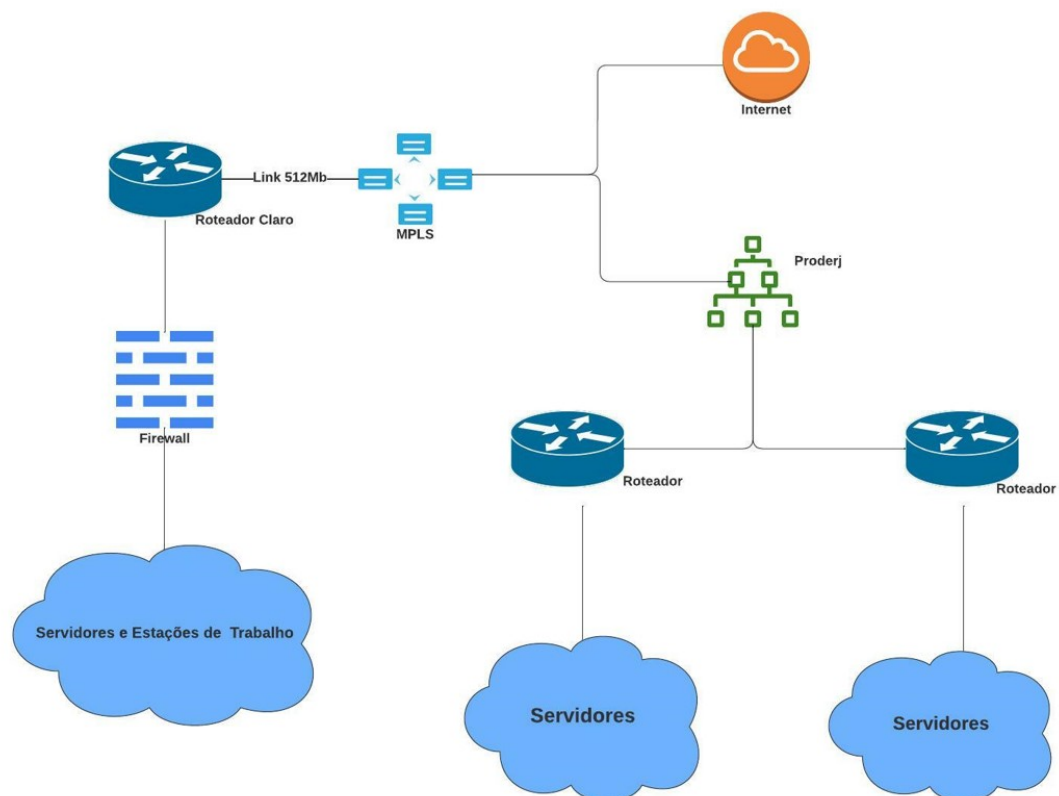 Internet
Link 512Mb
Roteador Claro
MPLS
Proderj
Firewall
Roteador
Roteador
Servidores e Estações de Trabalho
Servidores
Servidores